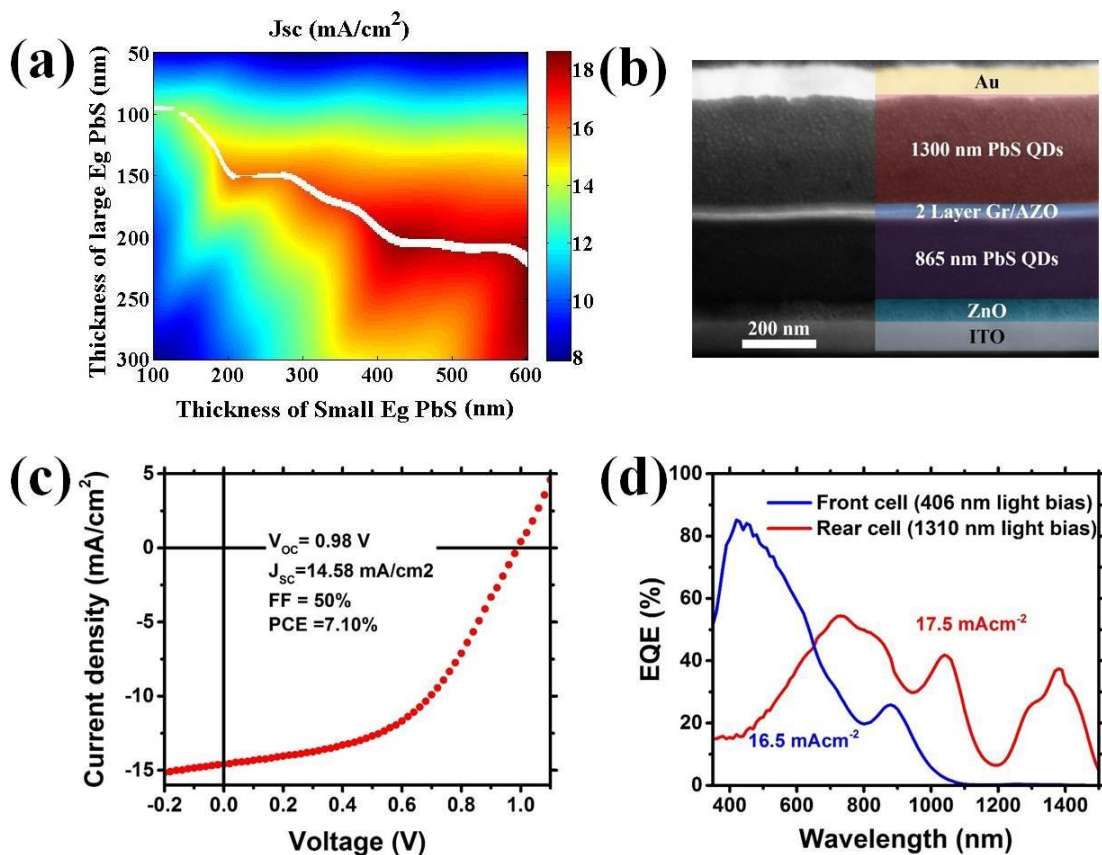 (a)
Jsc (mA/cm²)
Thickness of large Eg PbS (nm)
50
100
150
200
250
300
100 200 300 400 500 600
Thickness of Small Eg PbS (nm)
18
16
14
12
10
8
(b)
Au
1300 nm PbS QDs
2 Layer Gr/AZO
865 nm PbS QDs
ZnO
ITO
200 nm
(c)
Current density (mA/cm²)
5
0
-5
-10
-15
V_OC= 0.98 V
J_SC=14.58 mA/cm2
FF = 50%
PCE =7.10%
-0.2 0.0 0.2 0.4 0.6 0.8 1.0
Voltage (V)
(d)
EQE (%)
100
80
60
40
20
0
Front cell (406 nm light bias)
Rear cell (1310 nm light bias)
17.5 mAcm⁻²
16.5 mAcm⁻²
400 600 800 1000 1200 1400
Wavelength (nm)